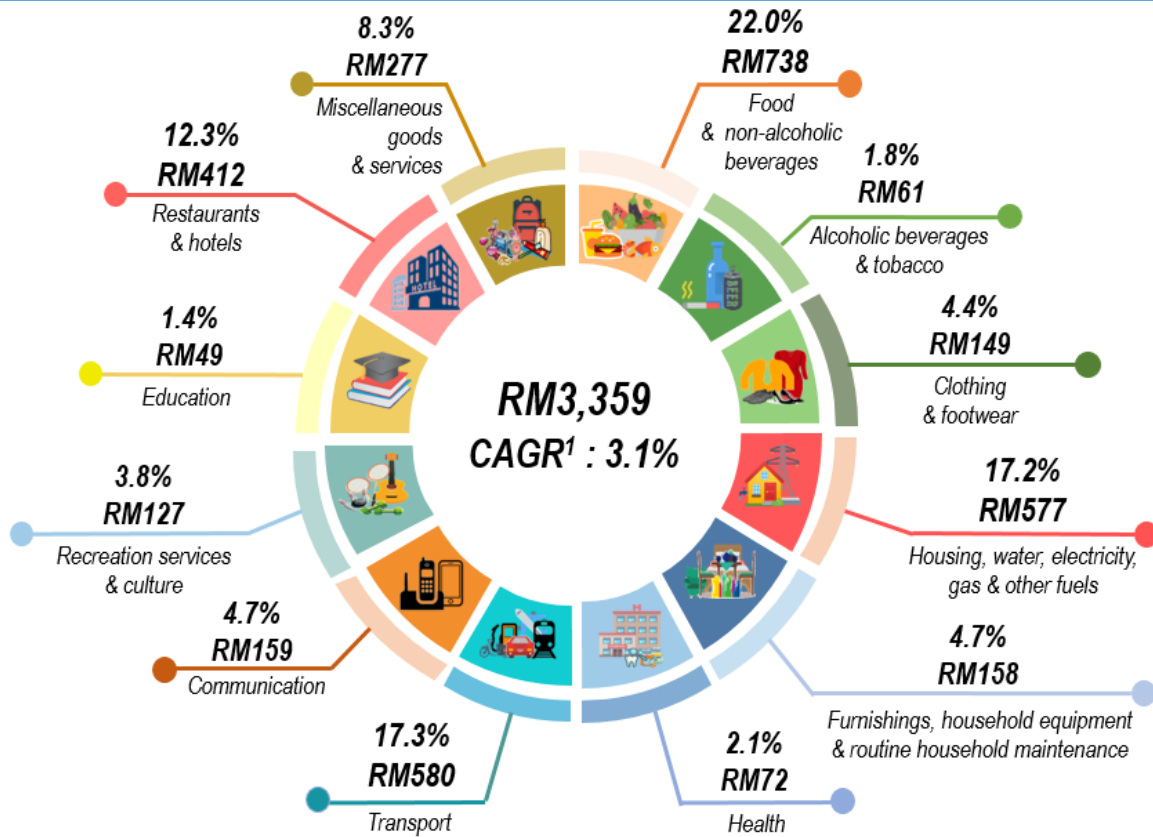 8.3%
RM277
Miscellaneous
goods
& services
22.0%
RM738
Food
& non-alcoholic
beverages
12.3%
RM412
Restaurants
& hotels
1.8%
RM61
Alcoholic beverages
& tobacco
1.4%
RM49
Education
4.4%
RM149
Clothing
& footwear
RM3,359
CAGR¹ : 3.1%
3.8%
RM127
Recreation services
& culture
17.2%
RM577
Housing, water, electricity,
gas & other fuels
4.7%
RM159
Communication
4.7%
RM158
Furnishings, household equipment
& routine household maintenance
17.3%
RM580
Transport
2.1%
RM72
Health
HOTEL
BEER
H